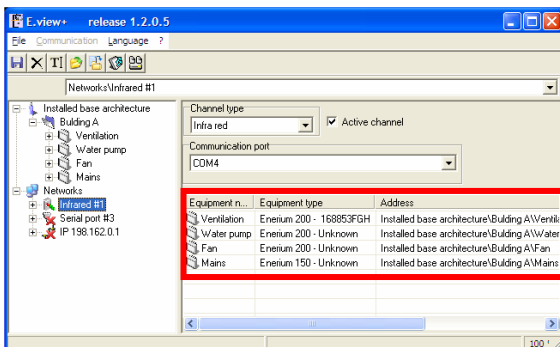 E.view+ release 1.2.0.5
File Communication Language ?
Networks\Infrared #1
Installed base architecture
Bulding A
Ventilation
Water pump
Fan
Mains
Networks
Infrared #1
Serial port #3
IP 198.162.0.1
Channel type
Infra red
Active channel
Communication port
COM4
Equipment n... Equipment type Address
Ventilation Enerium 200 - 168853FGH Installed base architecture\Bulding A\Ventila
Water pump Enerium 200 - Unknown Installed base architecture\Bulding A\Water
Fan Enerium 200 - Unknown Installed base architecture\Bulding A\Fan
Mains Enerium 150 - Unknown Installed base architecture\Bulding A\Mains
100